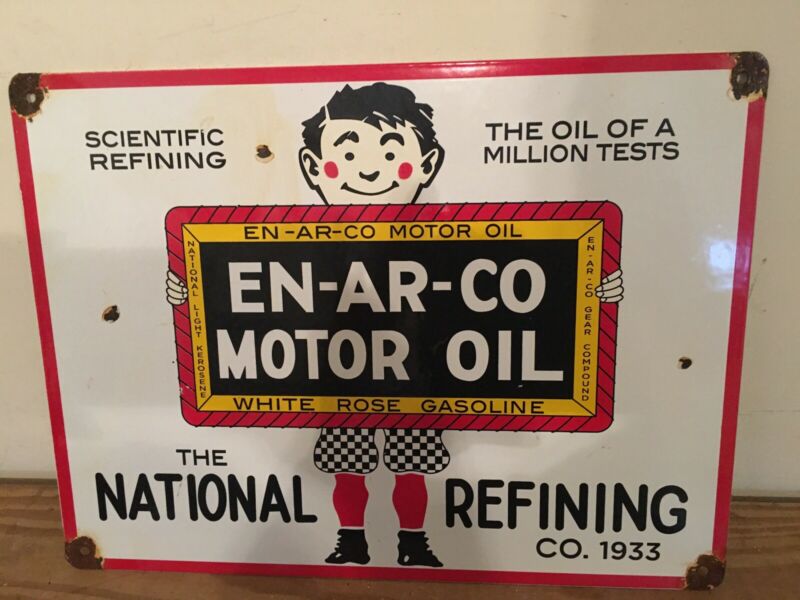 SCIENTIFIC
REFINING
THE OIL OF A
MILLION TESTS
EN-AR-CO MOTOR OIL
NATIONAL LIGHT KEROSENE
EN-AR-CO
MOTOR OIL
EN-AR-CO GEAR COMPOUND
WHITE ROSE GASOLINE
THE
NATIONAL REFINING
CO. 1933